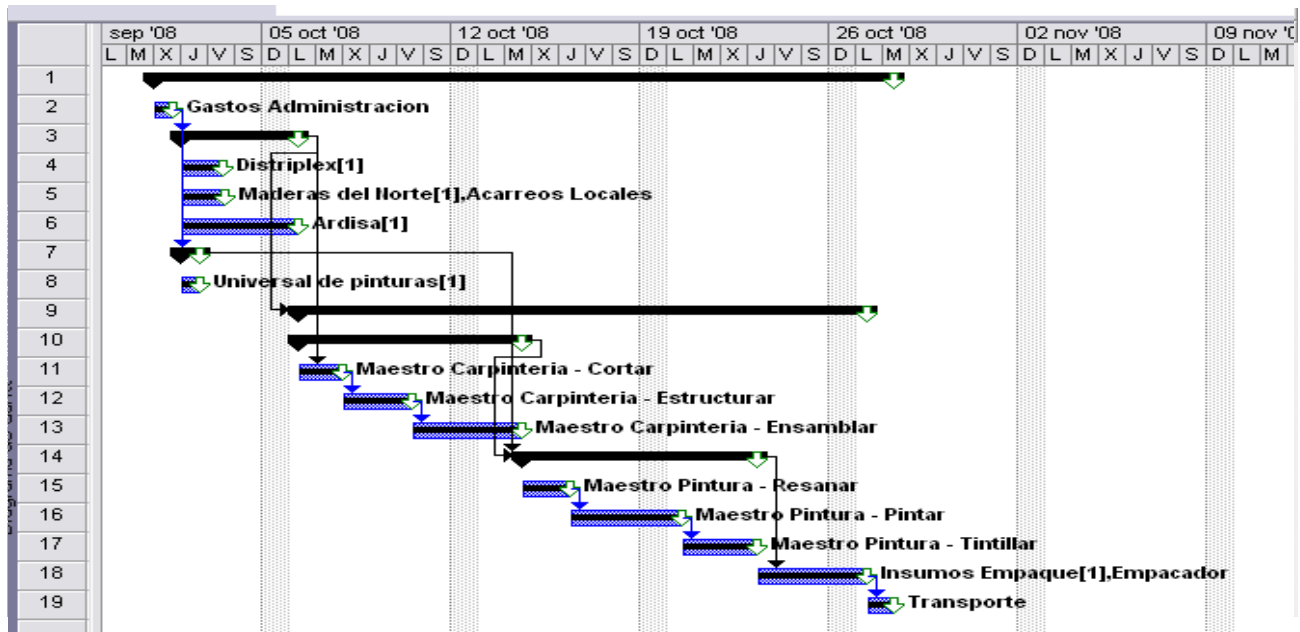 sep '08 05 oct '08 12 oct '08 19 oct '08 26 oct '08 02 nov '08 09 nov '0
L M X J V S D L M X J V S D L M X J V S D L M X J V S D L M X J V S D L M X J V S D L M
1
2 Gastos Administracion
3
4 Distriplex[1]
5 Maderas del Norte[1],Acarreos Locales
6 Ardisa[1]
7
8 Universal de pinturas[1]
9
10
11 Maestro Carpinteria - Cortar
12 Maestro Carpinteria - Estructurar
13 Maestro Carpinteria - Ensamblar
14
15 Maestro Pintura - Resanar
16 Maestro Pintura - Pintar
17 Maestro Pintura - Tintillar
18 Insumos Empaque[1],Empacador
19 Transporte